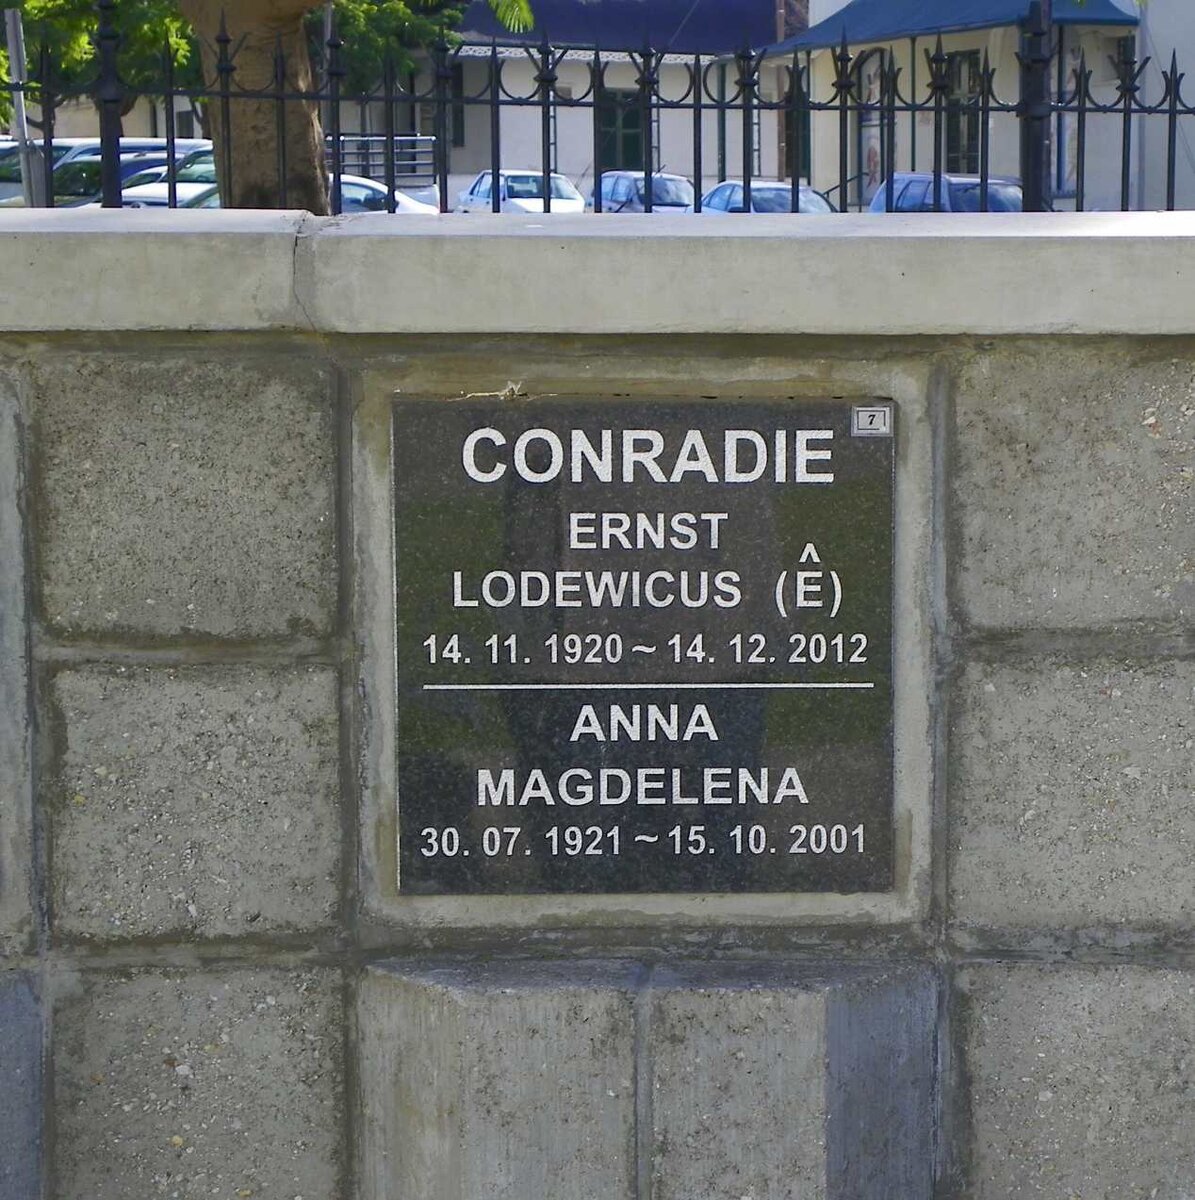 7
CONRADIE
ERNST
LODEWICUS (Ê)
14. 11. 1920 ~ 14. 12. 2012
ANNA
MAGDELENA
30. 07. 1921 ~ 15. 10. 2001